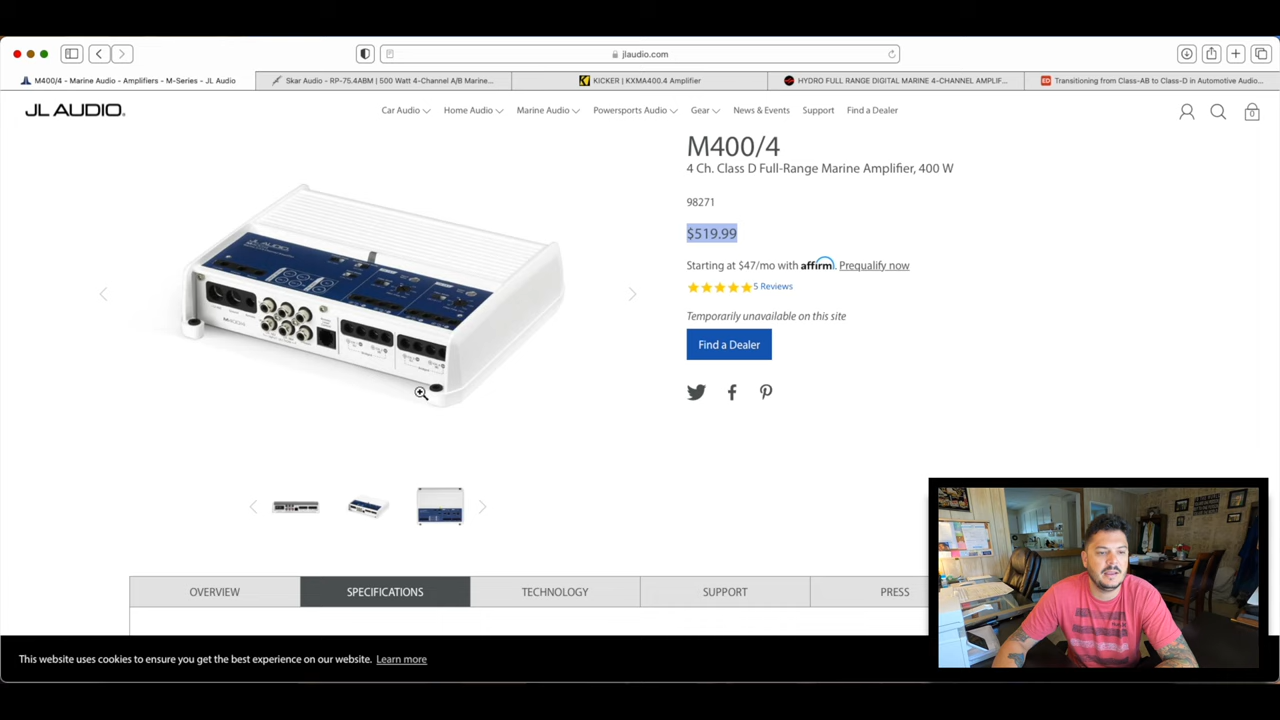 jlaudio.com
M400/4 - Marine Audio - Amplifiers - M-Series - JL Audio
Skar Audio - RP-75.4ABM | 500 Watt 4-Channel A/B Marine...
KICKER | KXMA400.4 Amplifier
HYDRO FULL RANGE DIGITAL MARINE 4-CHANNEL AMPLIF...
ED Transitioning from Class-AB to Class-D in Automotive Audio...
JL AUDIO
Car Audio Home Audio Marine Audio Powersports Audio Gear News & Events Support Find a Dealer
0
M400/4
4 Ch. Class D Full-Range Marine Amplifier, 400 W
98271
$519.99
Starting at $47/mo with affirm. Prequalify now
5 Reviews
Temporarily unavailable on this site
Find a Dealer
OVERVIEW
SPECIFICATIONS
TECHNOLOGY
SUPPORT
PRESS
This website uses cookies to ensure you get the best experience on our website. Learn more